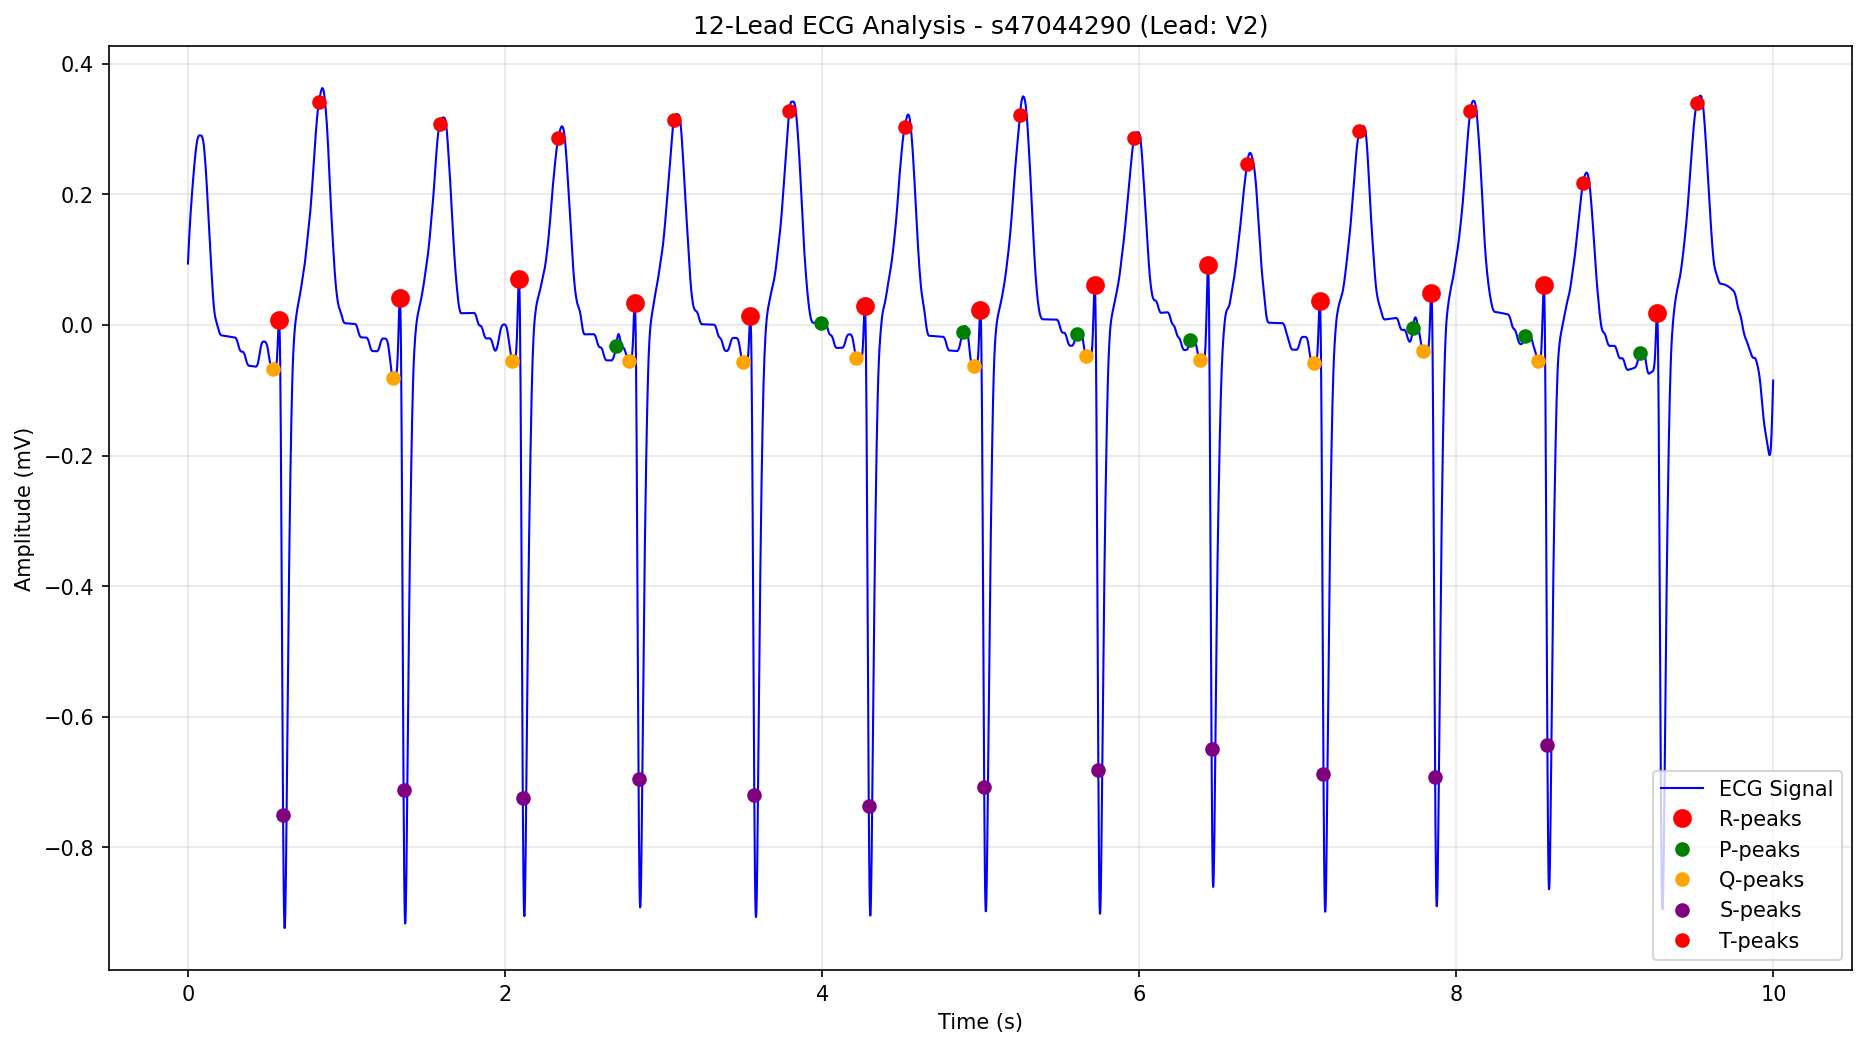 12-Lead ECG Analysis - s47044290 (Lead: V2)
Amplitude (mV)
0.4
0.2
0.0
−0.2
−0.4
−0.6
−0.8
ECG Signal
R-peaks
P-peaks
Q-peaks
S-peaks
T-peaks
0 2 4 6 8 10
Time (s)